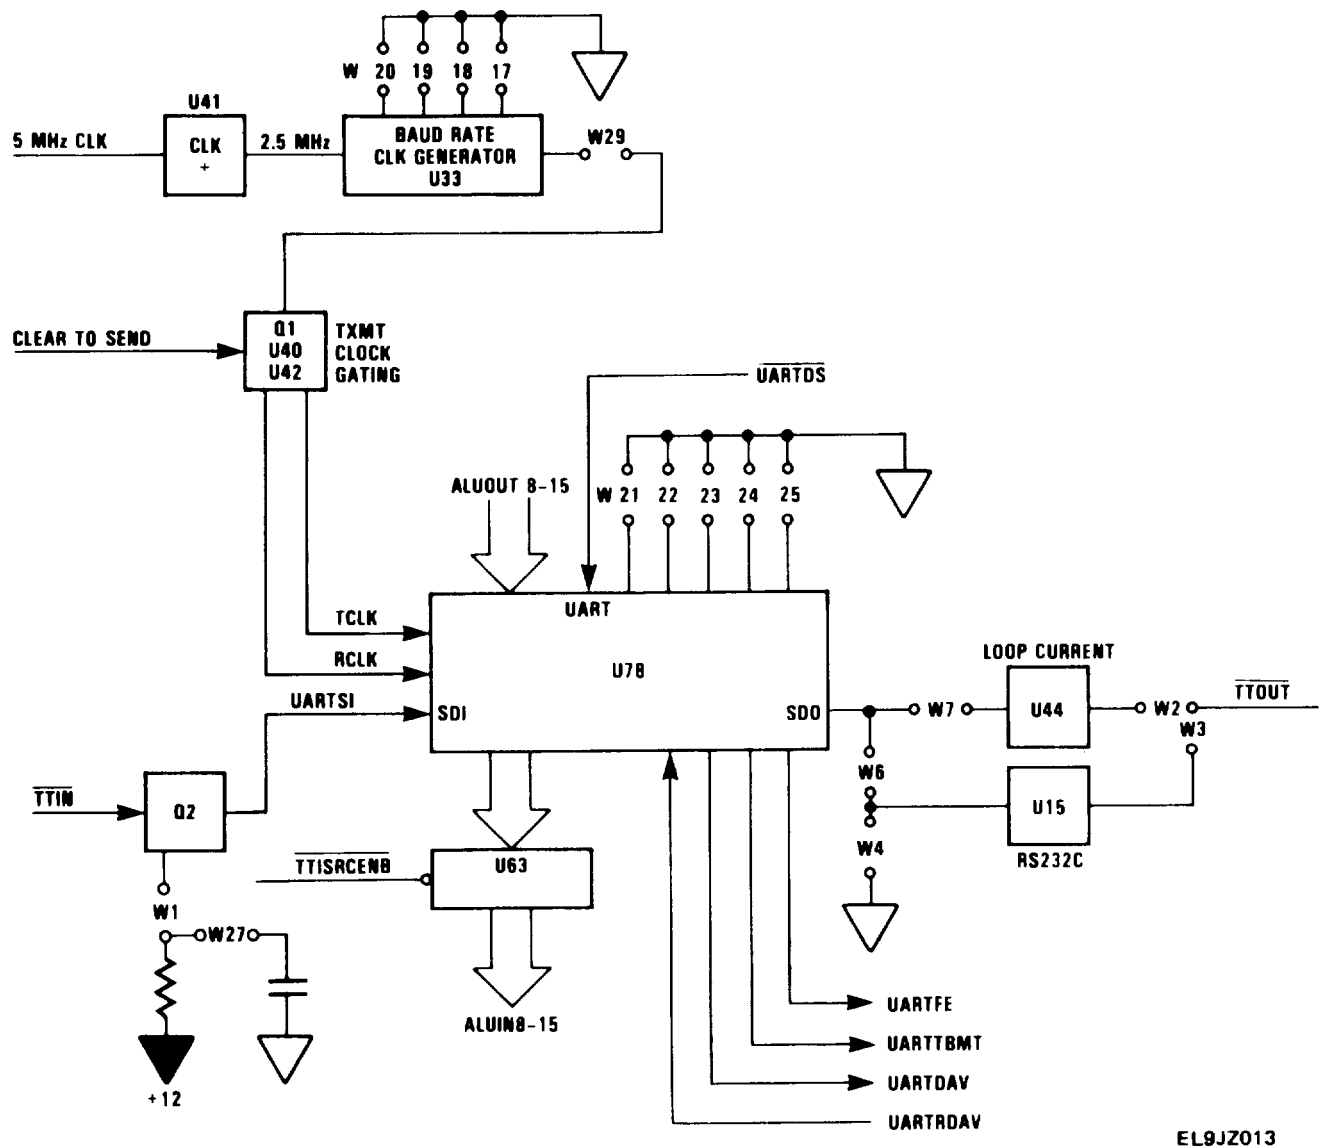 W 20 19 18 17
U41
5 MHz CLK
CLK
+
2.5 MHz
BAUD RATE
CLK GENERATOR
U33
W29
CLEAR TO SEND
Q1
U40
U42
TXMT
CLOCK
GATING
UARTDS
ALUOUT 8-15
W 21 22 23 24 25
UART
TCLK
RCLK
U78
UARTSI
SDI
SDO
LOOP CURRENT
W7
U44
W2
W3
TTOUT
W6
U15
RS232C
W4
TTIN
Q2
TTISRCENB
U63
W1
W27
+12
ALUIN8-15
UARTFE
UARTTBMT
UARTDAV
UARTRDAV
EL9JZ013